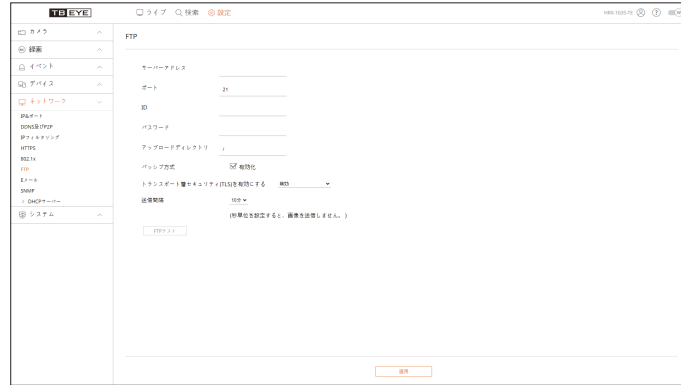 TB EYE
ライブ 検索 設定
カメラ
録画
イベント
デバイス
ネットワーク
IP&ポート
DDNS及びP2P
IPフィルタリング
HTTPS
802.1x
FTP
Eメール
SNMP
DHCPサーバー
システム
FTP
サーバーアドレス
ポート 21
ID
パスワード
アップロードディレクトリ /
パッシブ方式 有効化
トランスポート層セキュリティ(TLS)を有効にする 無効
送信間隔 10分
(秒単位を設定すると、画像を送信しません。)
FTPテスト
適用